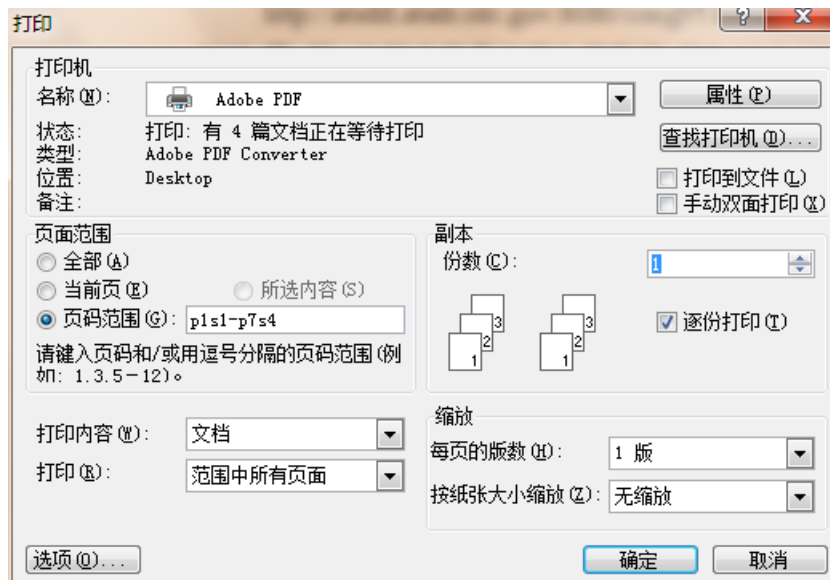 打印
打印机
名称(N): Adobe PDF 属性(P)
状态: 打印: 有 4 篇文档正在等待打印 查找打印机(D)...
类型: Adobe PDF Converter
位置: Desktop 打印到文件(L)
备注: 手动双面打印(X)
页面范围
全部(A)
当前页(E) 所选内容(S)
页码范围(G): p1s1-p7s4
请键入页码和/或用逗号分隔的页码范围(例
如: 1.3.5-12)。
副本
份数(C): 1
3 3
2 2
1 1
逐份打印(T)
打印内容(W): 文档
打印(R): 范围中所有页面
缩放
每页的版数(H): 1 版
按纸张大小缩放(Z): 无缩放
选项(O)... 确定 取消